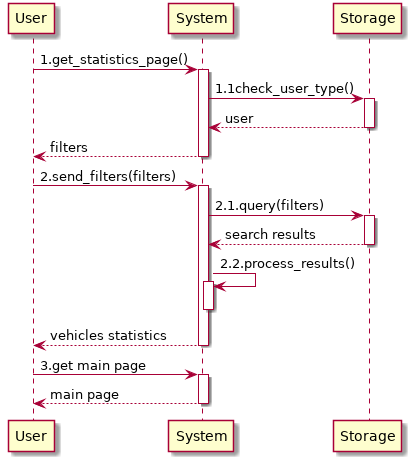 User System Storage
1.get_statistics_page()
1.1check_user_type()
user
filters
2.send_filters(filters)
2.1.query(filters)
search results
2.2.process_results()
vehicles statistics
3.get main page
main page
User System Storage